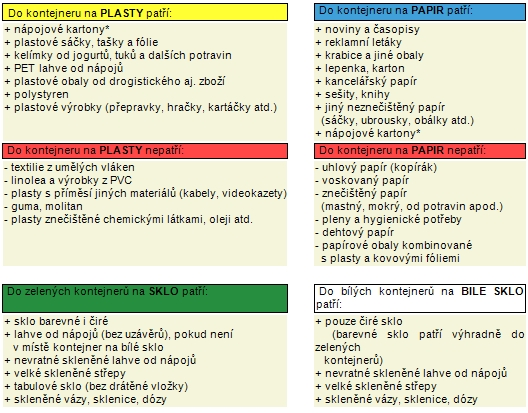 Do kontejneru na PLASTY patří:
+ nápojové kartony*
+ plastové sáčky, tašky a fólie
+ kelímky od jogurtů, tuků a dalších potravin
+ PET lahve od nápojů
+ plastové obaly od drogistického aj. zboží
+ polystyren
+ plastové výrobky (přepravky, hračky, kartáčky atd.)
Do kontejneru na PLASTY nepatří:
- textilie z umělých vláken
- linolea a výrobky z PVC
- plasty s příměsí jiných materiálů (kabely, videokazety)
- guma, molitan
- plasty znečištěné chemickými látkami, oleji atd.
Do kontejneru na PAPIR patří:
+ noviny a časopisy
+ reklamní letáky
+ krabice a jiné obaly
+ lepenka, karton
+ kancelářský papír
+ sešity, knihy
+ jiný neznečištěný papír
(sáčky, ubrousky, obálky atd.)
+ nápojové kartony*
Do kontejneru na PAPIR nepatří:
- uhlový papír (kopírák)
- voskovaný papír
- znečištěný papír
(mastný, mokrý, od potravin apod.)
- pleny a hygienické potřeby
- dehtový papír
- papírové obaly kombinované
s plasty a kovovými fóliemi
Do zelených kontejnerů na SKLO patří:
+ sklo barevné i čiré
+ lahve od nápojů (bez uzávěrů), pokud není
v místě kontejner na bílé sklo
+ nevratné skleněné lahve od nápojů
+ velké skleněné střepy
+ tabulové sklo (bez drátěné vložky)
+ skleněné vázy, sklenice, dózy
Do bílých kontejnerů na BILE SKLO
patří:
+ pouze čiré sklo
(barevné sklo patří výhradně do
zelených
kontejnerů)
+ nevratné skleněné lahve od nápojů
+ velké skleněné střepy
+ skleněné vázy, sklenice, dózy